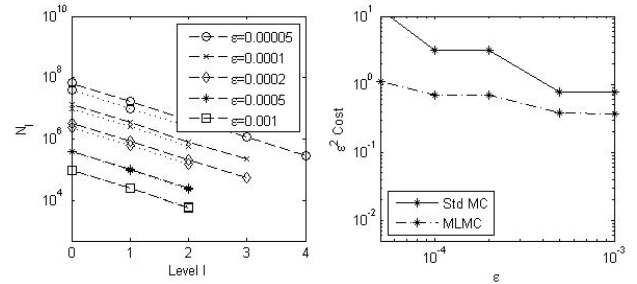 10^10
10^8
10^6
10^4
N_l
0 1 2 3 4
Level l
ε=0.00005
ε=0.0001
ε=0.0002
ε=0.0005
ε=0.001
10^1
10^0
10^-1
10^-2
ε^2 Cost
10^-4 10^-3
ε
Std MC
MLMC